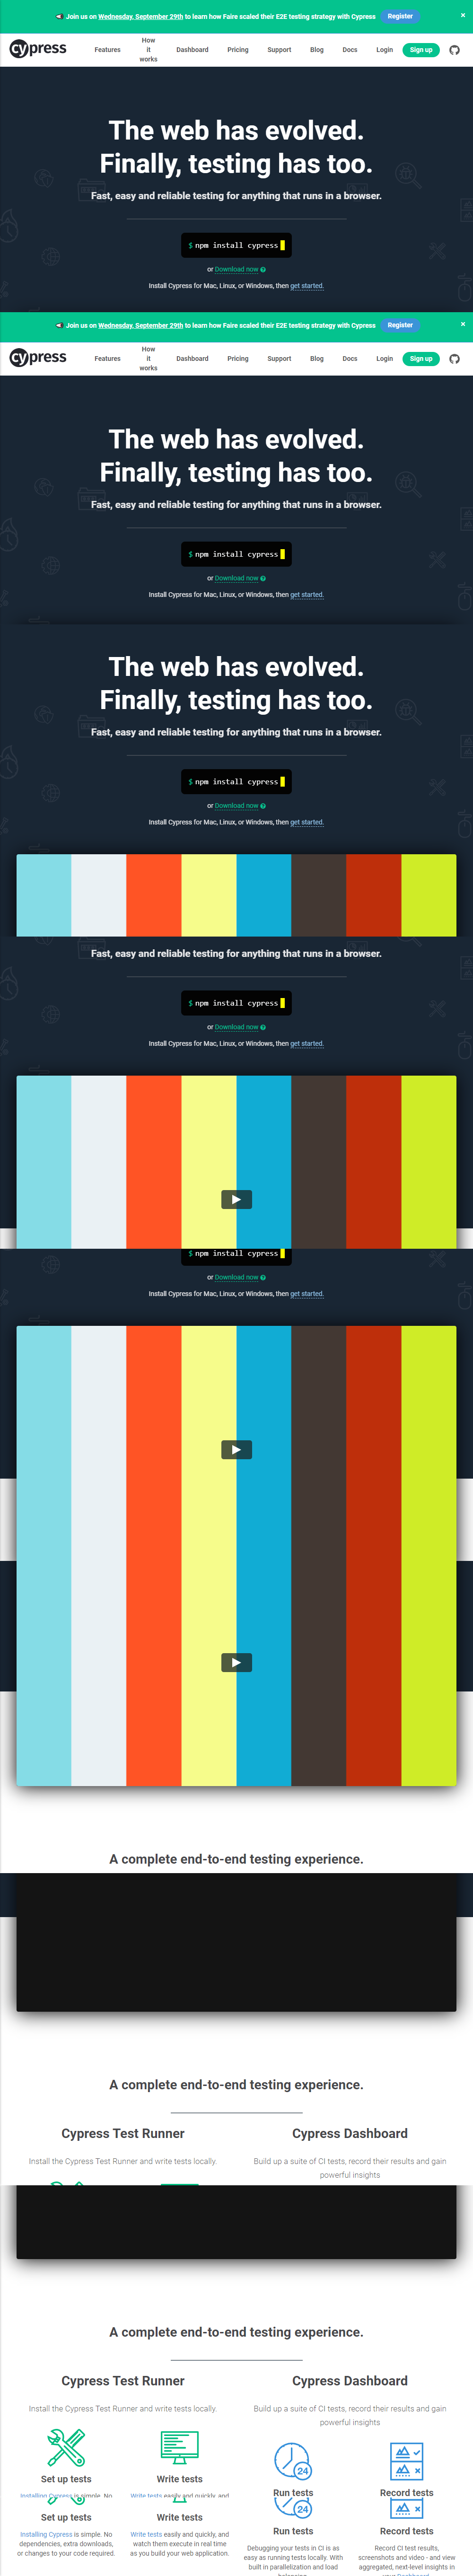 Join us on Wednesday, September 29th to learn how Faire scaled their E2E testing strategy with Cypress Register ×
cypress Features How it works Dashboard Pricing Support Blog Docs Login Sign up
The web has evolved.
Finally, testing has too.
Fast, easy and reliable testing for anything that runs in a browser.
$ npm install cypress
or Download now ?
Install Cypress for Mac, Linux, or Windows, then get started.
Join us on Wednesday, September 29th to learn how Faire scaled their E2E testing strategy with Cypress Register ×
cypress Features How it works Dashboard Pricing Support Blog Docs Login Sign up
The web has evolved.
Finally, testing has too.
Fast, easy and reliable testing for anything that runs in a browser.
$ npm install cypress
or Download now ?
Install Cypress for Mac, Linux, or Windows, then get started.
The web has evolved.
Finally, testing has too.
Fast, easy and reliable testing for anything that runs in a browser.
$ npm install cypress
or Download now ?
Install Cypress for Mac, Linux, or Windows, then get started.
Fast, easy and reliable testing for anything that runs in a browser.
$ npm install cypress
or Download now ?
Install Cypress for Mac, Linux, or Windows, then get started.
$ npm install cypress
or Download now ?
Install Cypress for Mac, Linux, or Windows, then get started.
A complete end-to-end testing experience.
A complete end-to-end testing experience.
Cypress Test Runner Cypress Dashboard
Install the Cypress Test Runner and write tests locally. Build up a suite of CI tests, record their results and gain
powerful insights
A complete end-to-end testing experience.
Cypress Test Runner Cypress Dashboard
Install the Cypress Test Runner and write tests locally. Build up a suite of CI tests, record their results and gain
powerful insights
24
Set up tests Write tests Run tests Record tests
Installing Cypress is simple. No Write tests easily and quickly, and
24
Set up tests Write tests Run tests Record tests
Installing Cypress is simple. No
dependencies, extra downloads,
or changes to your code required.
Write tests easily and quickly, and
watch them execute in real time
as you build your web application.
Debugging your tests in CI is as
easy as running tests locally. With
built in parallelization and load
Record CI test results,
screenshots and video - and view
aggregated, next-level insights in